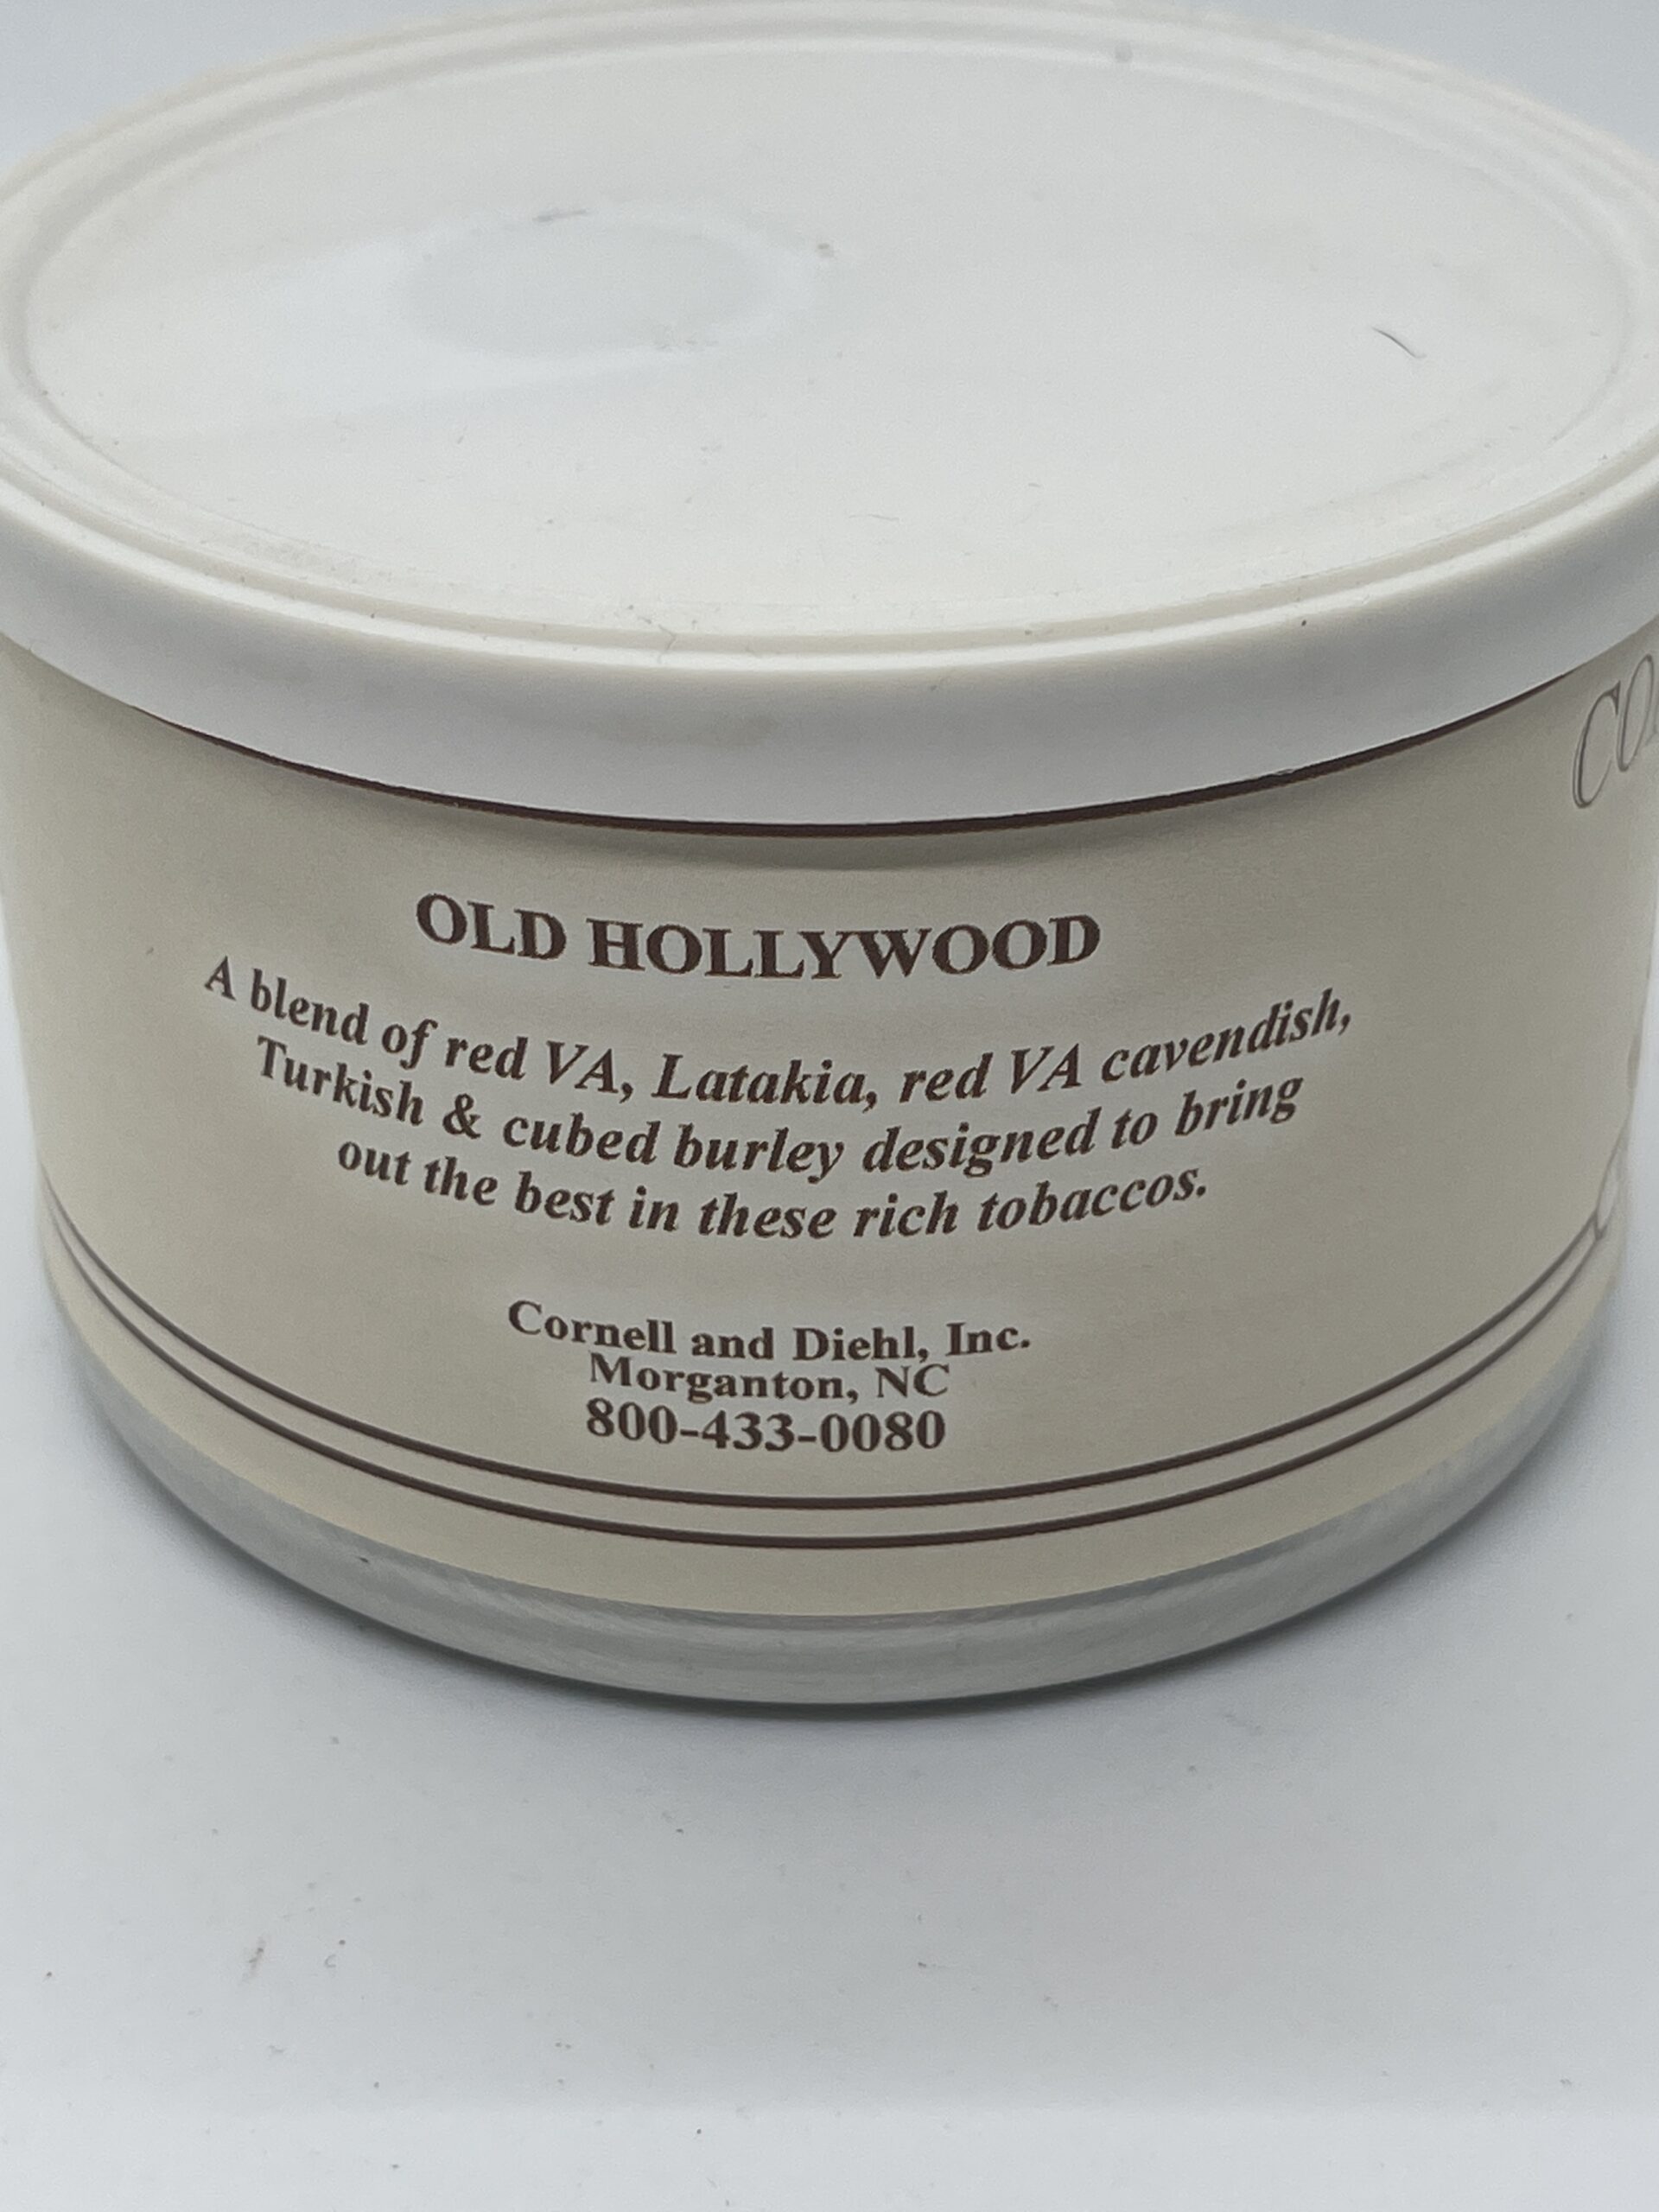 OLD HOLLYWOOD
A blend of red VA, Latakia, red VA cavendish,
Turkish & cubed burley designed to bring
out the best in these rich tobaccos.
Cornell and Diehl, Inc.
Morganton, NC
800-433-0080